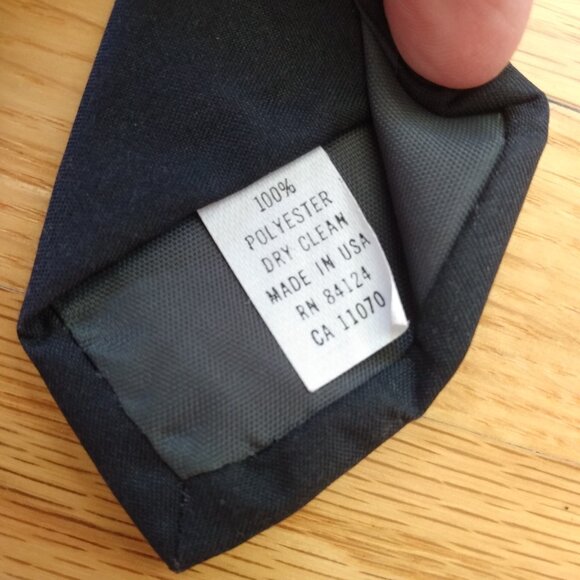 100%
POLYESTER
DRY CLEAN
MADE IN USA
RN 84124
CA 11070